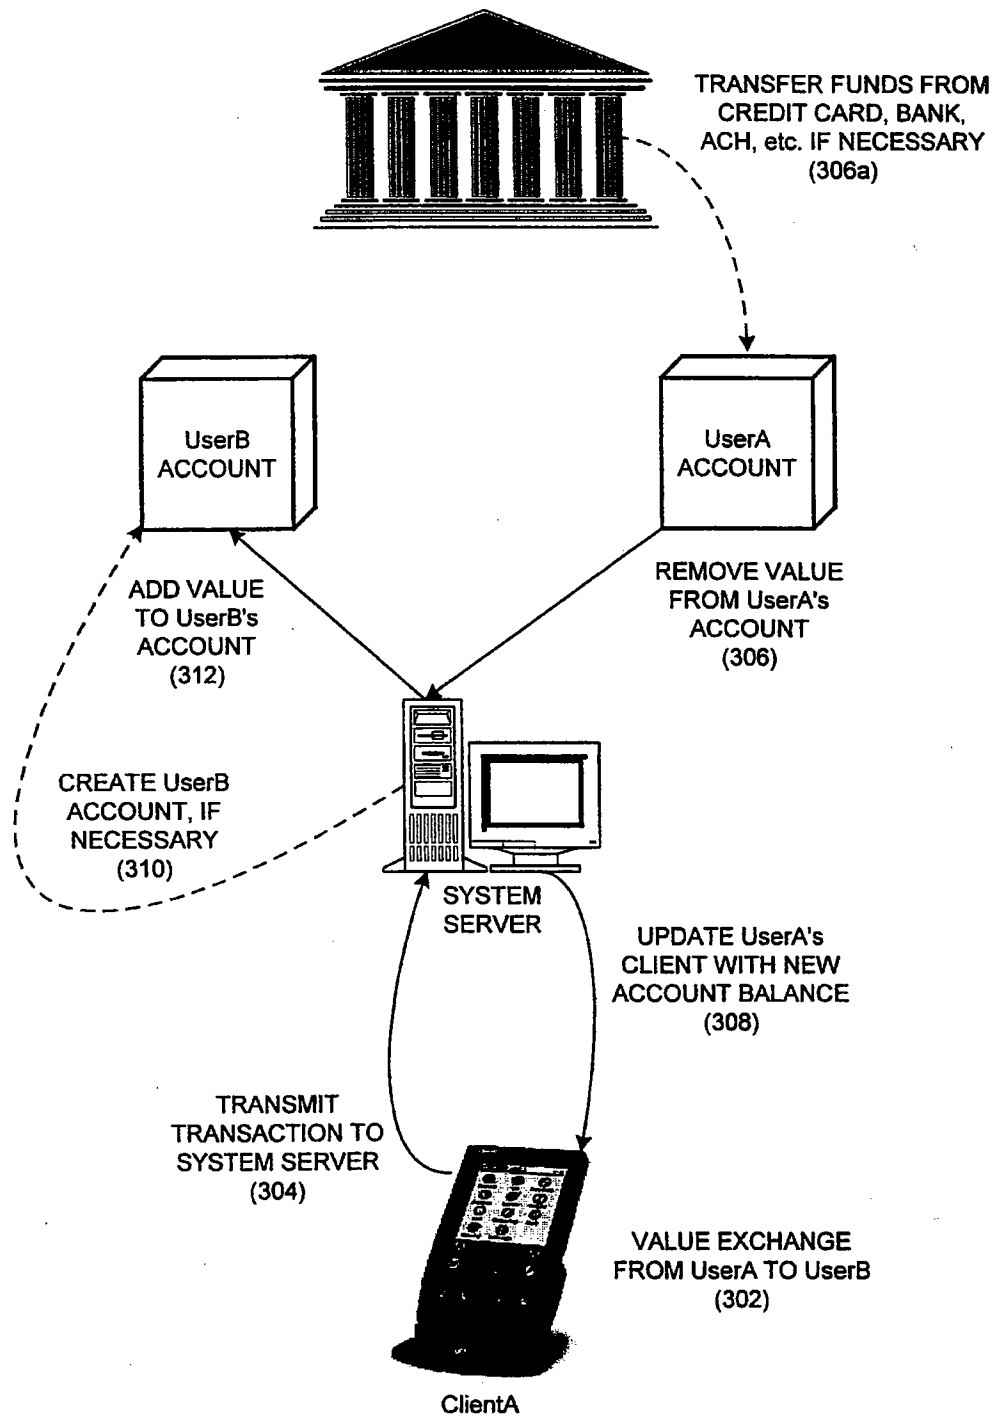 TRANSFER FUNDS FROM
CREDIT CARD, BANK,
ACH, etc. IF NECESSARY
(306a)
UserB
ACCOUNT
UserA
ACCOUNT
ADD VALUE
TO UserB's
ACCOUNT
(312)
REMOVE VALUE
FROM UserA's
ACCOUNT
(306)
CREATE UserB
ACCOUNT, IF
NECESSARY
(310)
SYSTEM
SERVER
UPDATE UserA's
CLIENT WITH NEW
ACCOUNT BALANCE
(308)
TRANSMIT
TRANSACTION TO
SYSTEM SERVER
(304)
VALUE EXCHANGE
FROM UserA TO UserB
(302)
ClientA